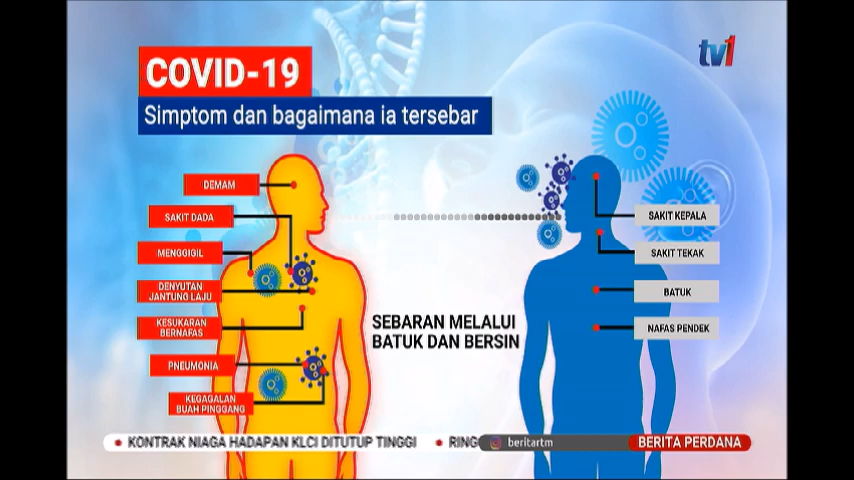 tv1
COVID-19
Simptom dan bagaimana ia tersebar
DEMAM
SAKIT DADA
MENGGIGIL
DENYUTAN
JANTUNG LAJU
KESUKARAN
BERNAFAS
PNEUMONIA
KEGAGALAN
BUAH PINGGANG
SEBARAN MELALUI
BATUK DAN BERSIN
SAKIT KEPALA
SAKIT TEKAK
BATUK
NAFAS PENDEK
KONTRAK NIAGA HADAPAN KLCI DITUTUP TINGGI RING
beritartm
BERITA PERDANA